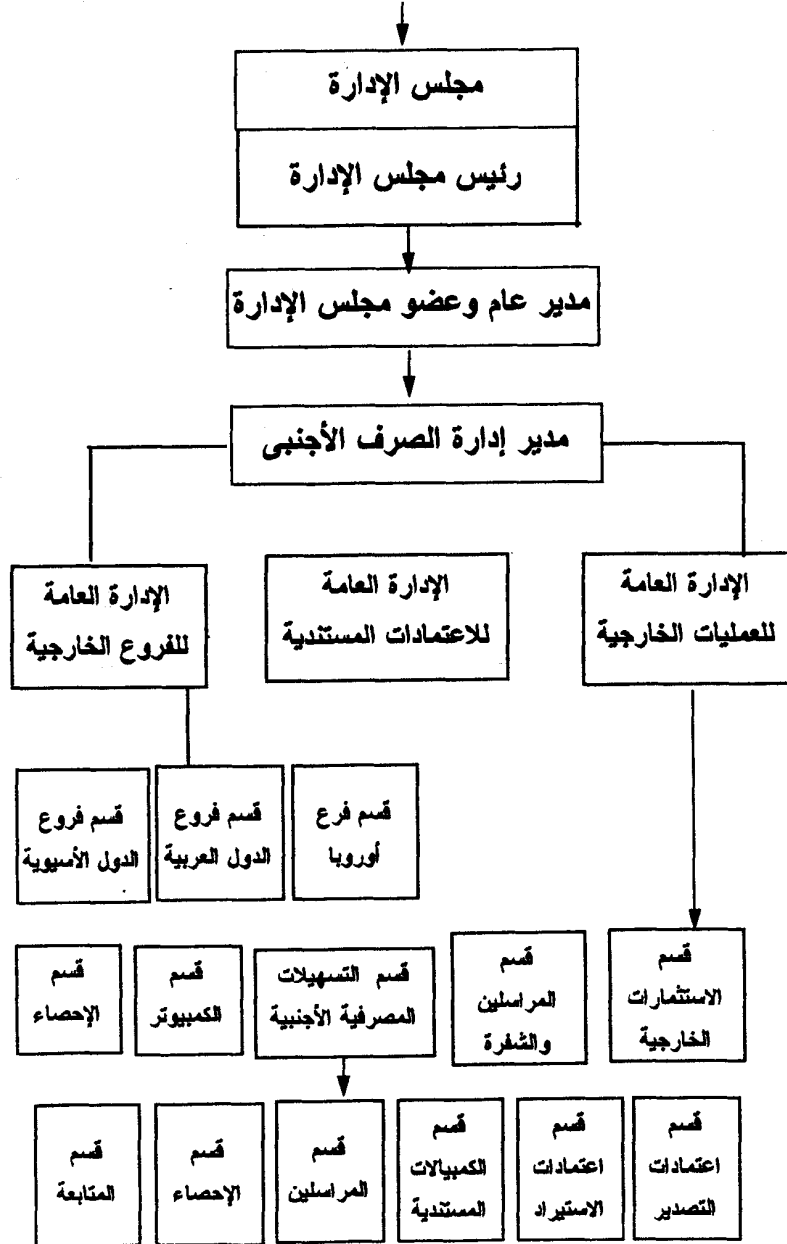 مجلس الإدارة
رئيس مجلس الإدارة
مدير عام وعضو مجلس الإدارة
مدير إدارة الصرف الأجنبى
الإدارة العامة
للعمليات الخارجية
الإدارة العامة
للاعتمادات المستندية
الإدارة العامة
للفروع الخارجية
قسم فرع
أوروبا
قسم فروع
الدول العربية
قسم فروع
الدول الأسيوية
قسم
الاستثمارات
الخارجية
قسم
المراسلين
والشفرة
قسم التسهيلات
المصرفية الأجنبية
قسم
الكمبيوتر
قسم
الإحصاء
قسم
اعتمادات
التصدير
قسم
اعتمادات
الاستيراد
قسم
الكمبيالات
المستندية
قسم
المراسلين
قسم
الإحصاء
قسم
المتابعة